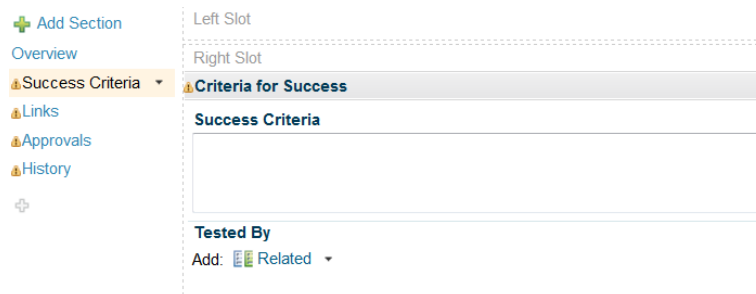 Add Section
Overview
Success Criteria
Links
Approvals
History
Left Slot
Right Slot
Criteria for Success
Success Criteria
Tested By
Add: Related